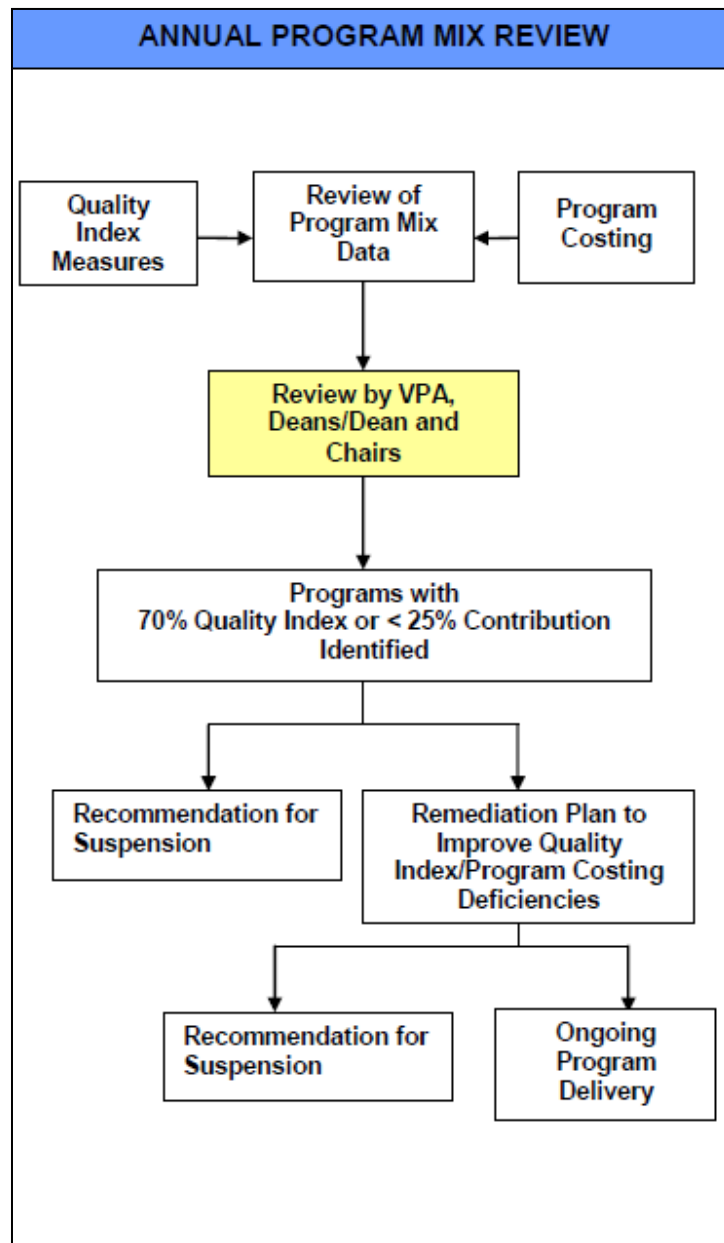 ANNUAL PROGRAM MIX REVIEW
Quality
Index
Measures
Review of
Program Mix
Data
Program
Costing
Review by VPA,
Deans/Dean and
Chairs
Programs with
70% Quality Index or < 25% Contribution
Identified
Recommendation for
Suspension
Remediation Plan to
Improve Quality
Index/Program Costing
Deficiencies
Recommendation for
Suspension
Ongoing
Program
Delivery